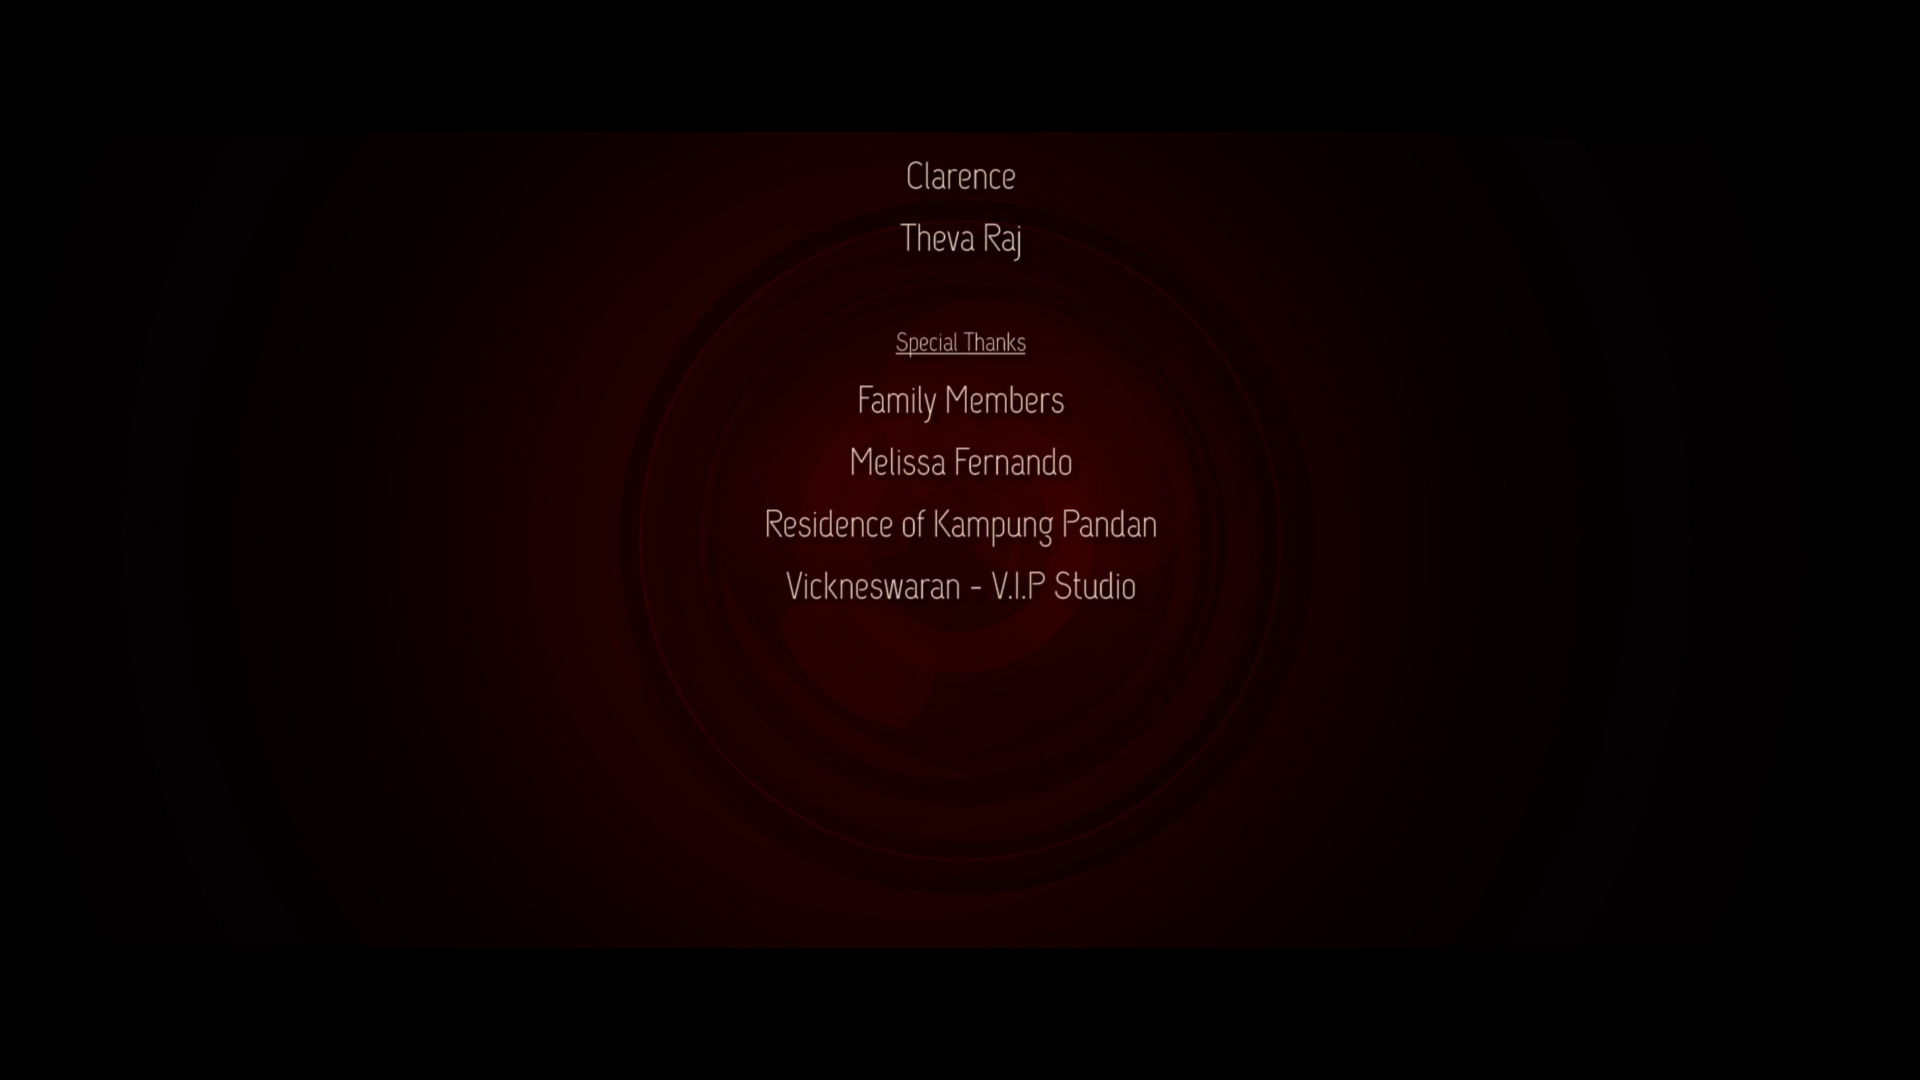 Clarence
Theva Raj
Special Thanks
Family Members
Melissa Fernando
Residence of Kampung Pandan
Vickneswaran - V.I.P Studio